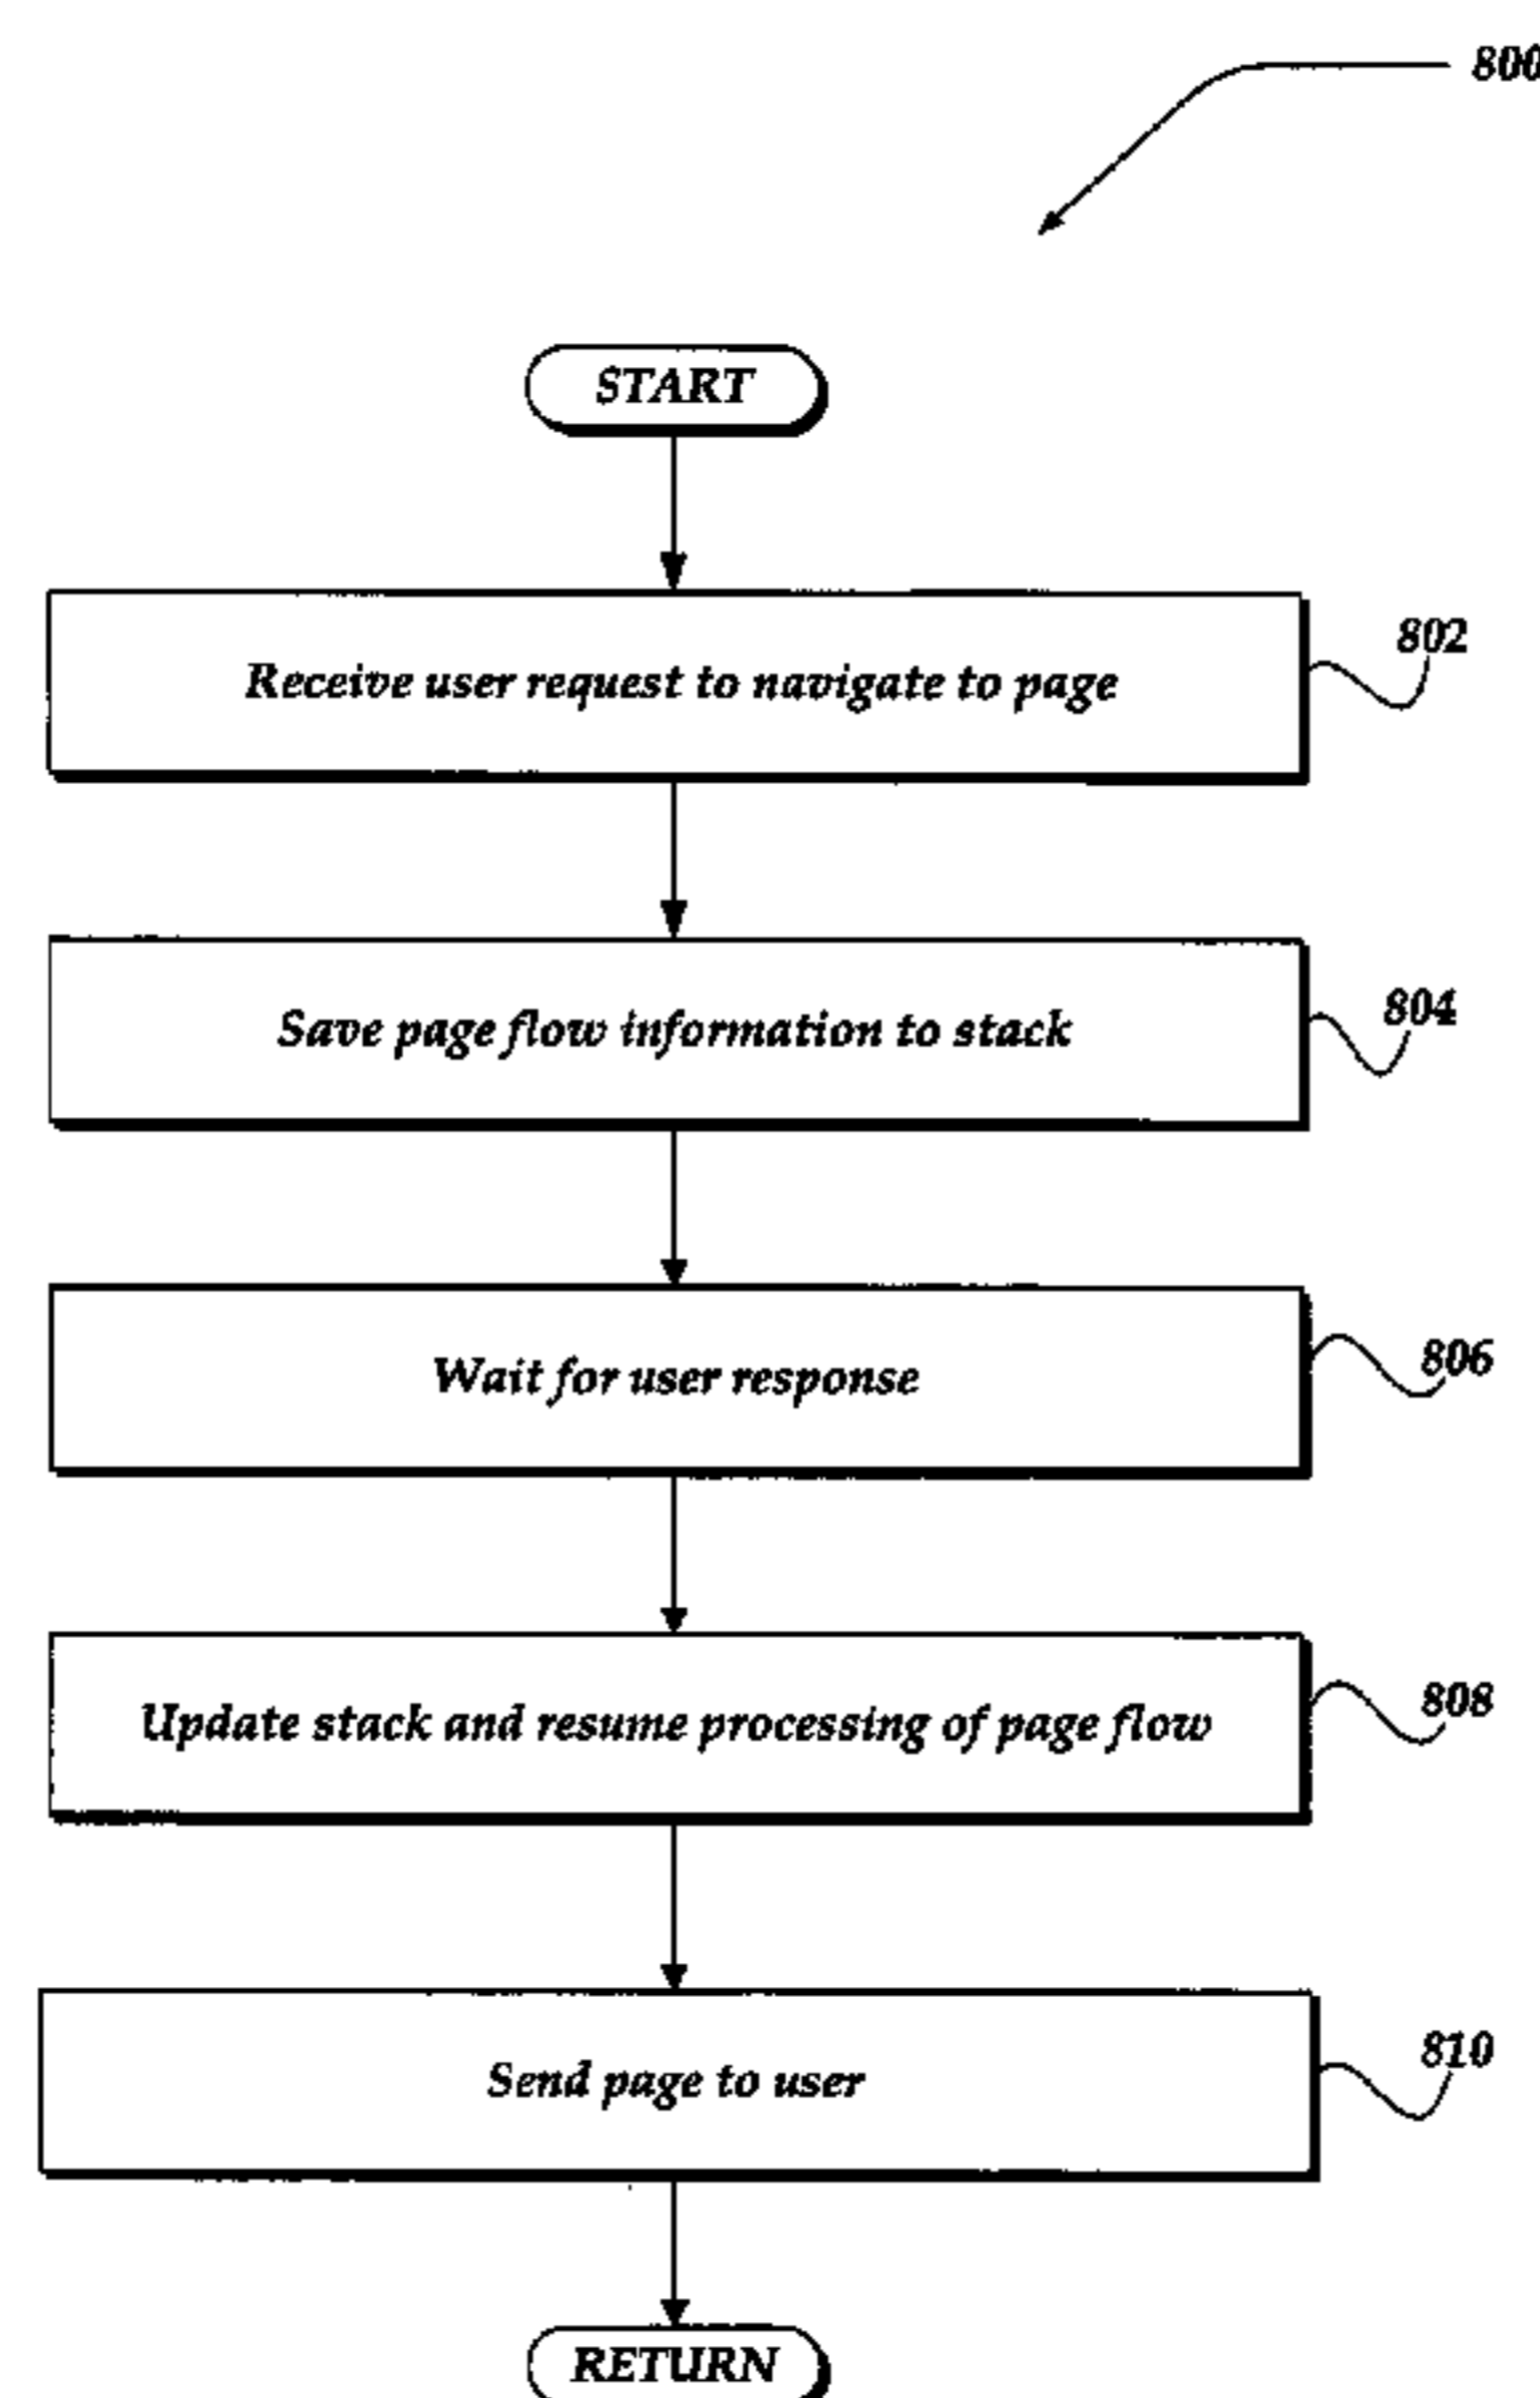 800
START
Receive user request to navigate to page
802
Save page flow information to stack
804
Wait for user response
806
Update stack and resume processing of page flow
808
Send page to user
810
RETURN